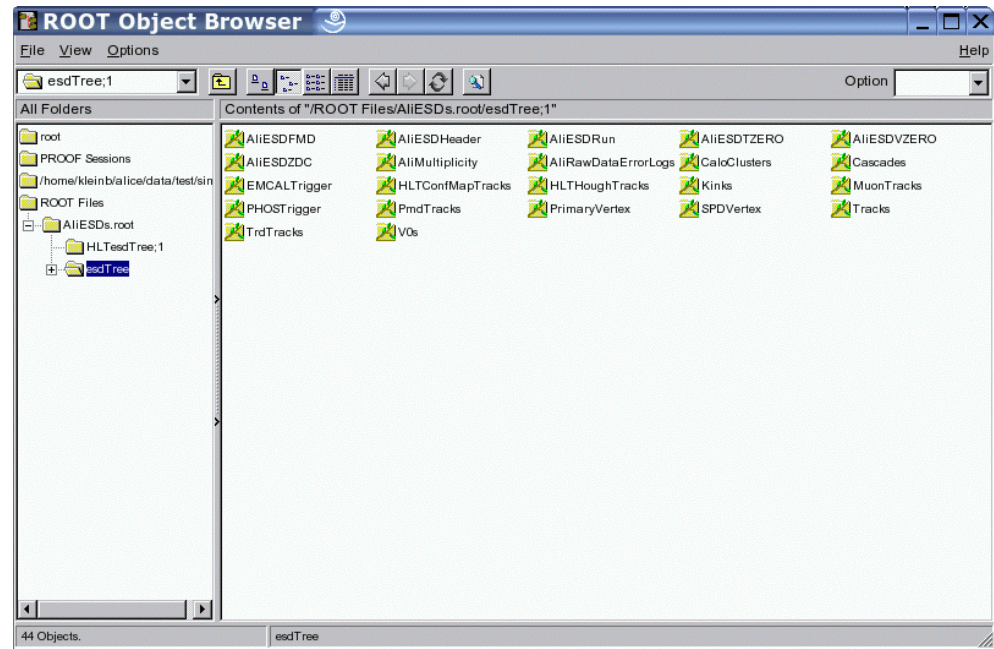 ROOT Object Browser
File View Options Help
esdTree;1 Option
All Folders Contents of "/ROOT Files/AliESDs.root/esdTree;1"
root
PROOF Sessions
/home/kleinb/alice/data/test/sin
ROOT Files
AliESDs.root
HLTesdTree;1
esdTree
AliESDFMD AliESDHeader AliESDRun AliESDTZERO AliESDVZERO
AliESDZDC AliMultiplicity AliRawDataErrorLogs CaloClusters Cascades
EMCALTrigger HLTConfMapTracks HLTHoughTracks Kinks MuonTracks
PHOSTrigger PmdTracks PrimaryVertex SPDVertex Tracks
TrdTracks V0s
44 Objects. esdTree